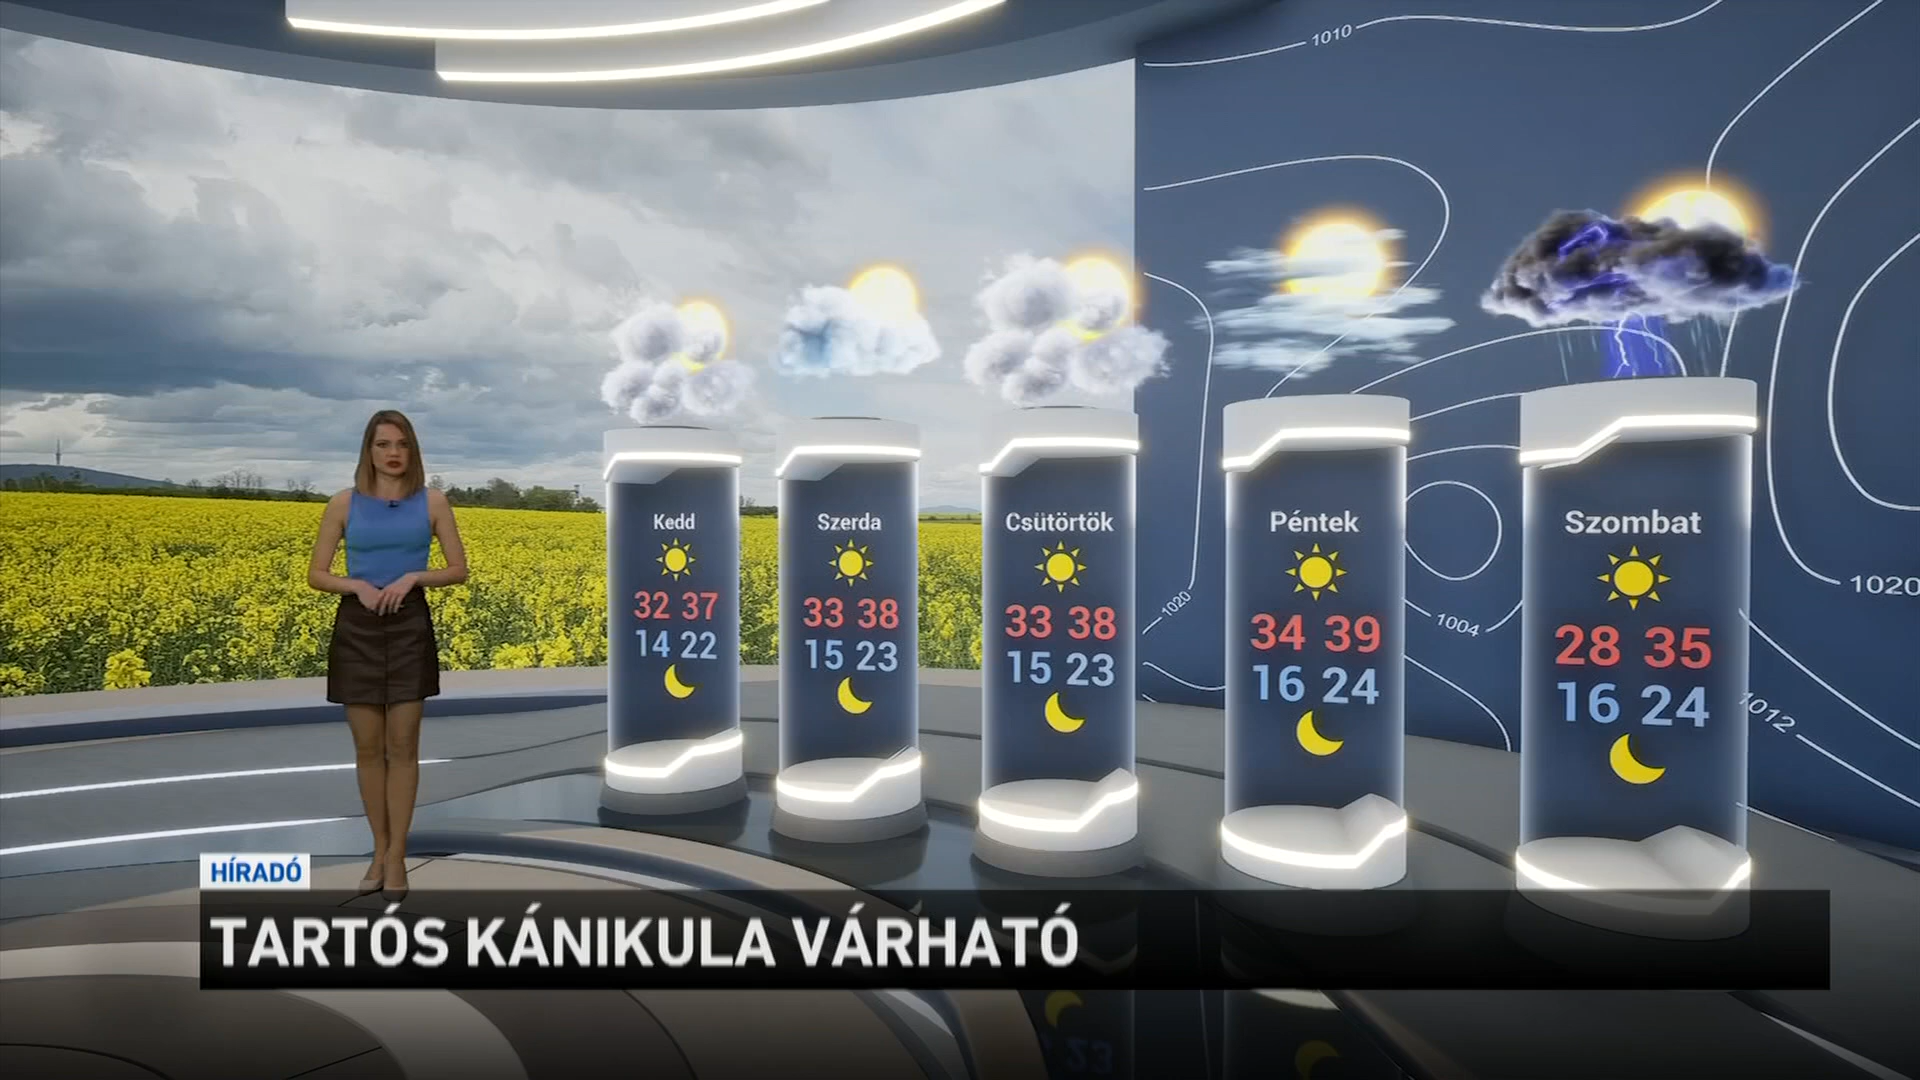 1010
Kedd
32 37
14 22
Szerda
33 38
15 23
Csütörtök
33 38
15 23
Péntek
34 39
16 24
Szombat
28 35
16 24
1020
1020
1004
1012
HÍRADÓ
TARTÓS KÁNIKULA VÁRHATÓ
23